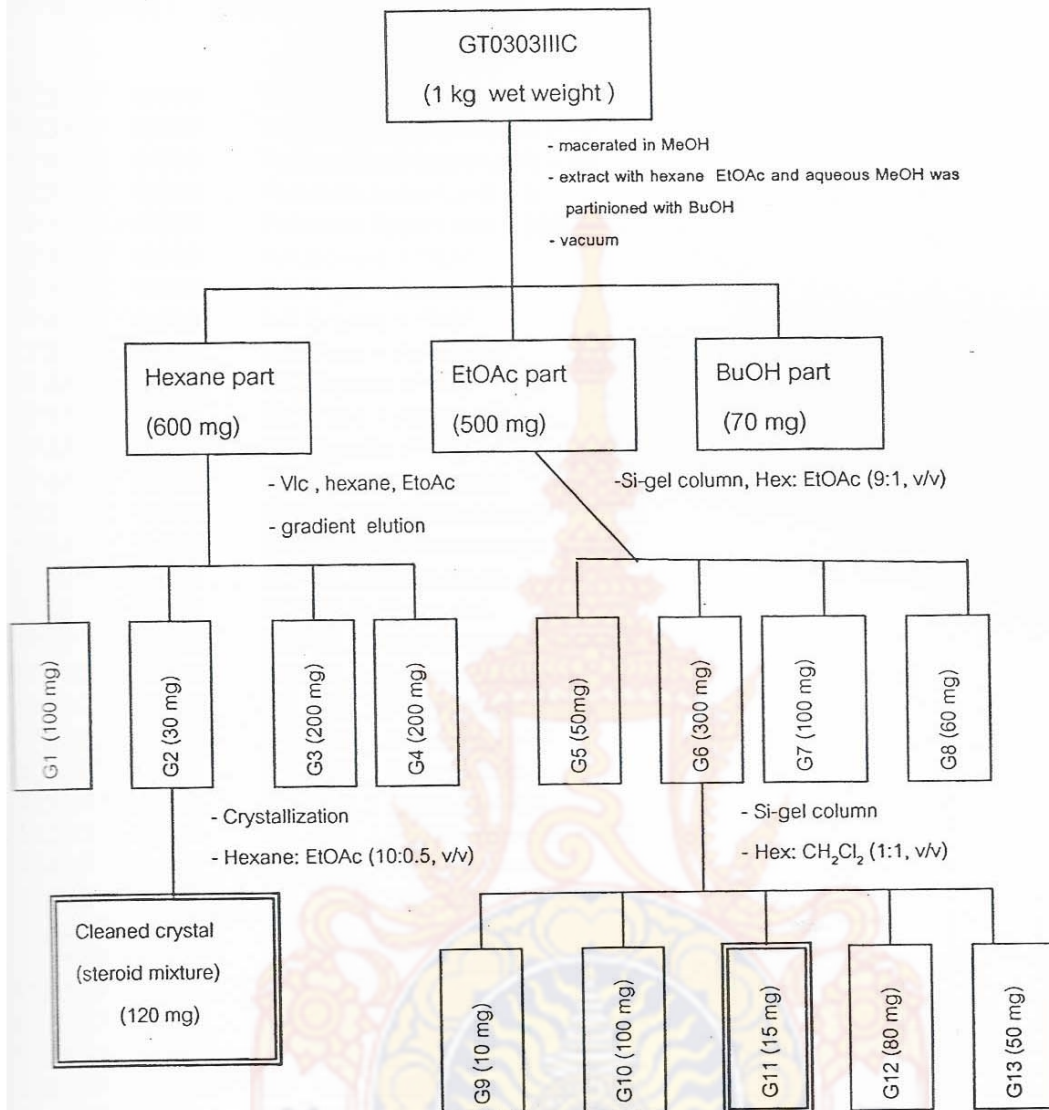 GT0303IIIC
(1 kg wet weight )
- macerated in MeOH
- extract with hexane EtOAc and aqueous MeOH was
partinioned with BuOH
- vacuum
Hexane part
(600 mg)
EtOAc part
(500 mg)
BuOH part
(70 mg)
- Vlc , hexane, EtoAc
- gradient elution
-Si-gel column, Hex: EtOAc (9:1, v/v)
G1 (100 mg)
G2 (30 mg)
G3 (200 mg)
G4 (200 mg)
G5 (50mg)
G6 (300 mg)
G7 (100 mg)
G8 (60 mg)
- Crystallization
- Hexane: EtOAc (10:0.5, v/v)
- Si-gel column
- Hex: CH₂Cl₂ (1:1, v/v)
Cleaned crystal
(steroid mixture)
(120 mg)
G9 (10 mg)
G10 (100 mg)
G11 (15 mg)
G12 (80 mg)
G13 (50 mg)